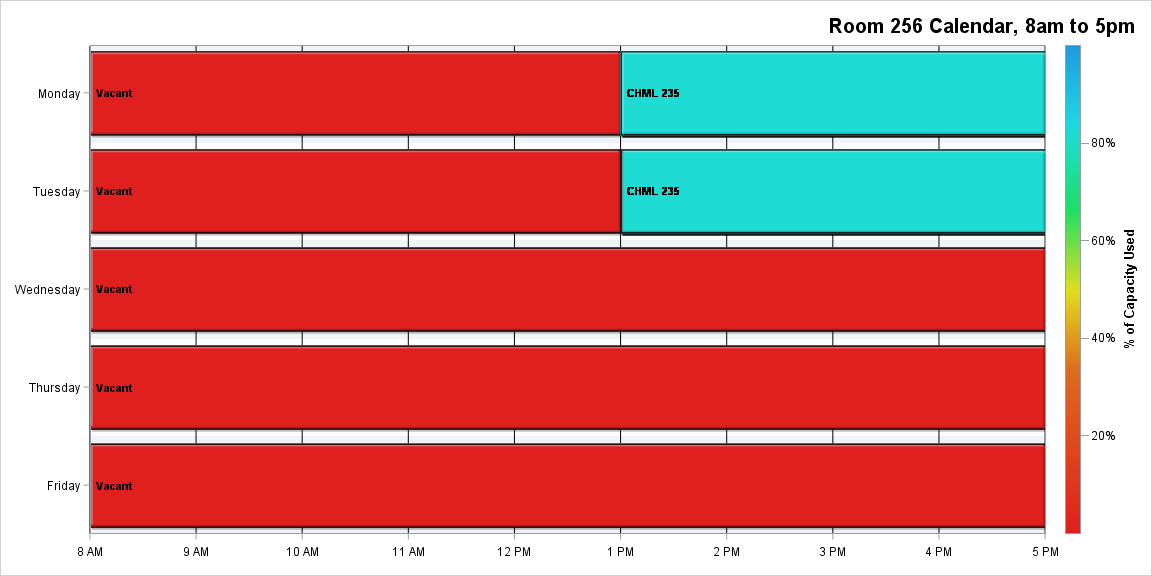 Room 256 Calendar, 8am to 5pm
Monday
Vacant
CHML 235
Tuesday
Vacant
CHML 235
Wednesday
Vacant
Thursday
Vacant
Friday
Vacant
8 AM
9 AM
10 AM
11 AM
12 PM
1 PM
2 PM
3 PM
4 PM
5 PM
80%
60%
40%
20%
% of Capacity Used